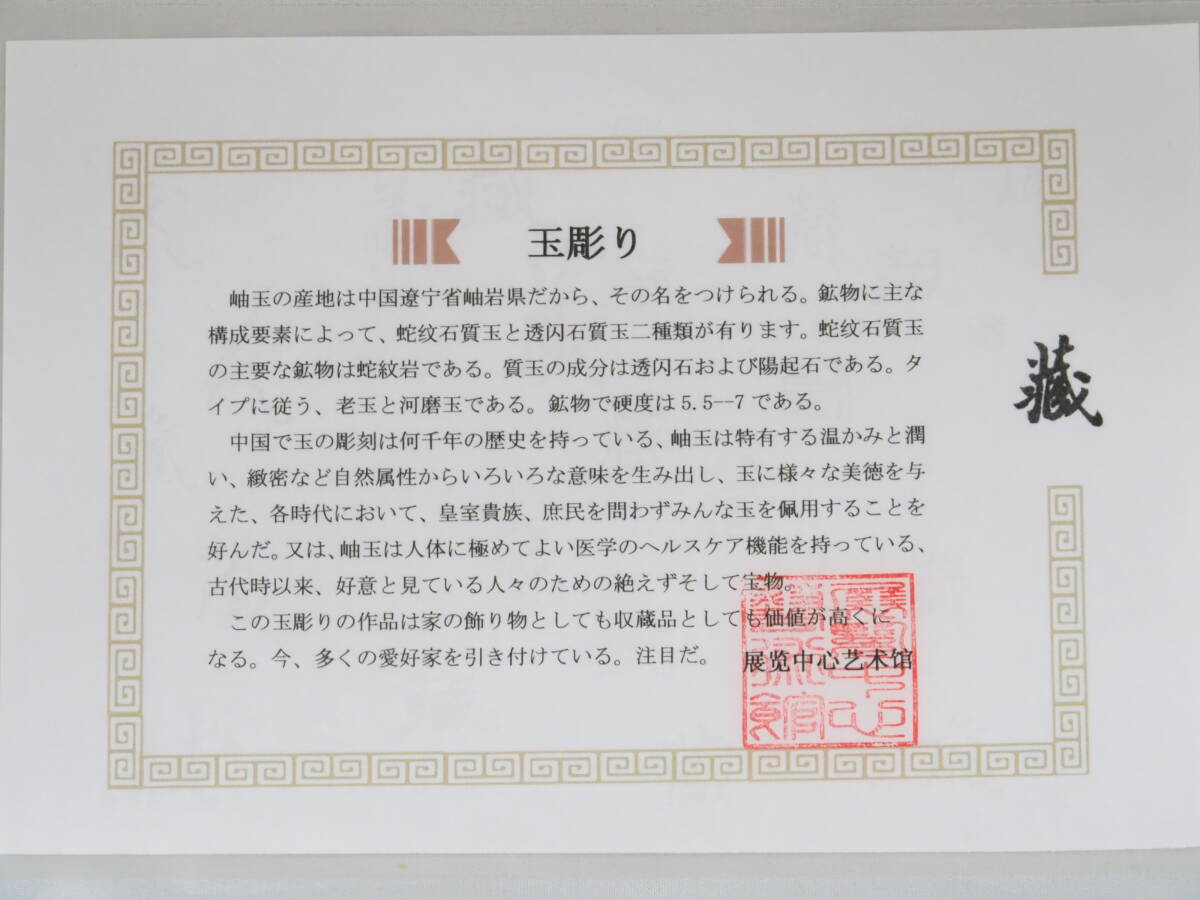 玉彫り
岫玉の産地は中国遼宁省岫岩県だから、その名をつけられる。鉱物に主な
構成要素によって、蛇纹石質玉と透闪石質玉二種類が有ります。蛇纹石質玉
の主要な鉱物は蛇紋岩である。質玉の成分は透闪石および陽起石である。タ
イプに従う、老玉と河磨玉である。鉱物で硬度は5.5--7である。
中国で玉の彫刻は何千年の歴史を持っている、岫玉は特有する温かみと潤
い、緻密など自然属性からいろいろな意味を生み出し、玉に様々な美徳を与
えた、各時代において、皇室貴族、庶民を問わずみんな玉を佩用することを
好んだ。又は、岫玉は人体に極めてよい医学のヘルスケア機能を持っている、
古代時以来、好意と見ている人々のための絶えずそして宝物。
この玉彫りの作品は家の飾り物としても収蔵品としても価値が高くに
なる。今、多くの愛好家を引き付けている。注目だ。
展览中心艺术馆
藏